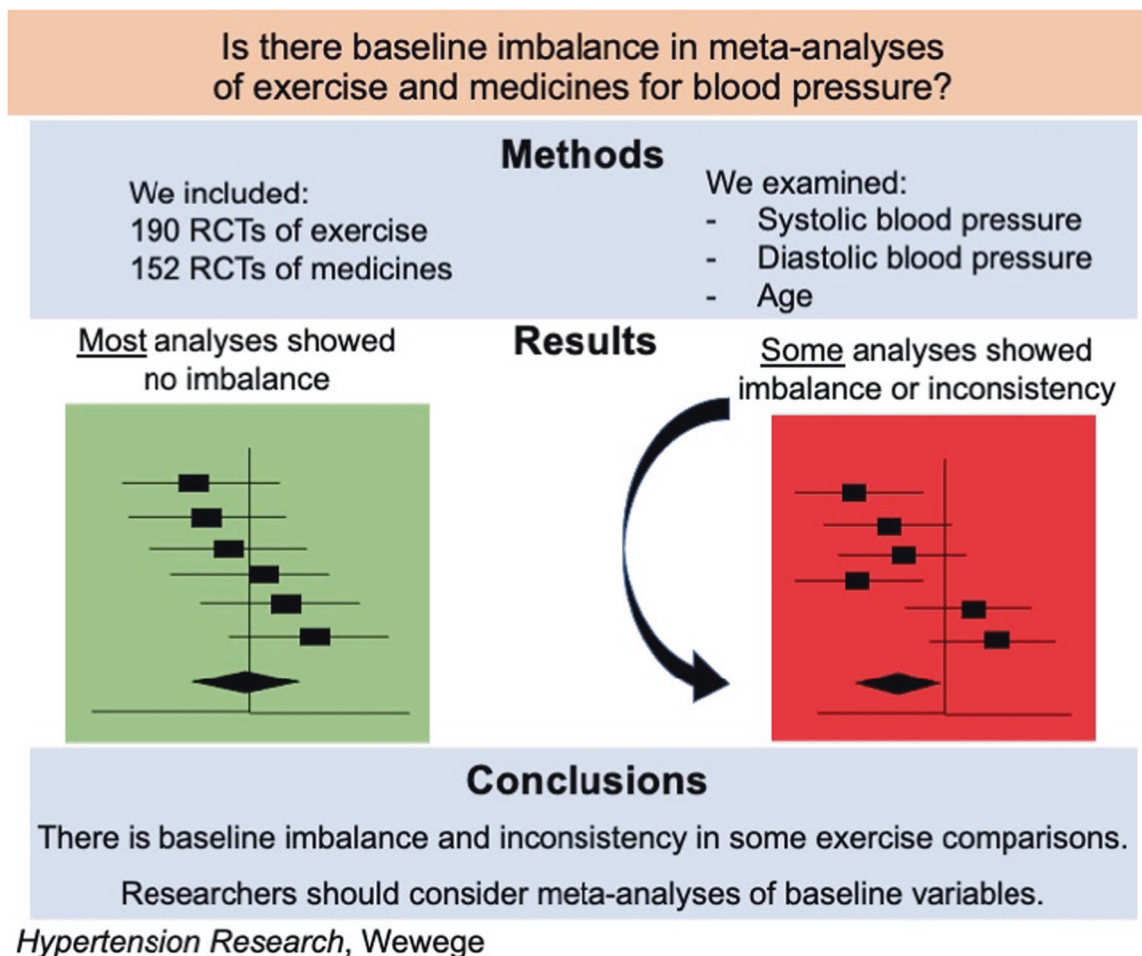 Is there baseline imbalance in meta-analyses
of exercise and medicines for blood pressure?
Methods
We included:
190 RCTs of exercise
152 RCTs of medicines
We examined:
- Systolic blood pressure
- Diastolic blood pressure
- Age
Results
Most analyses showed
no imbalance
Some analyses showed
imbalance or inconsistency
Conclusions
There is baseline imbalance and inconsistency in some exercise comparisons.
Researchers should consider meta-analyses of baseline variables.
Hypertension Research, Wewege